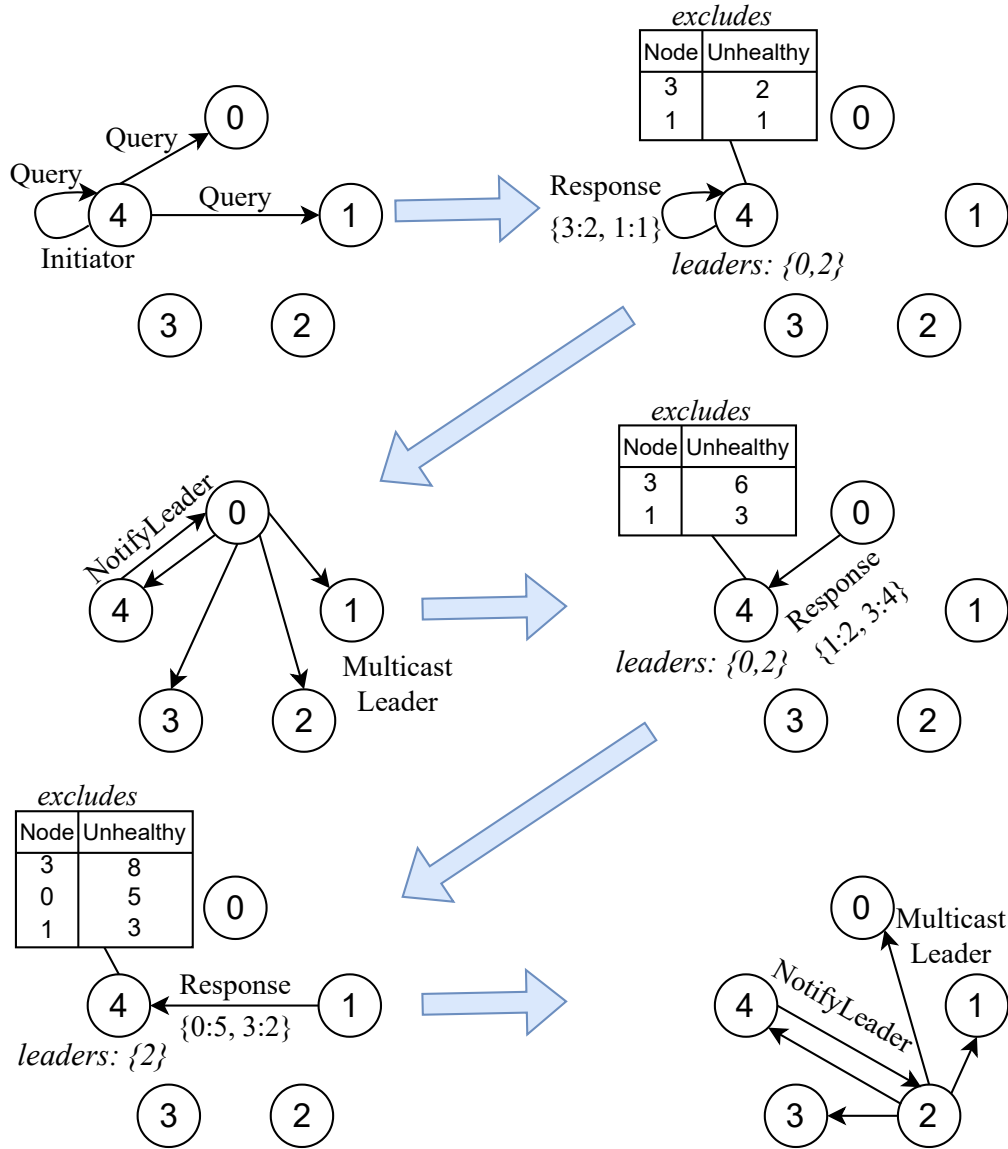 excludes
Node Unhealthy
3 2
1 1
0
Query
Query
4
Query
1
Initiator
3
2
0
Response
{3:2, 1:1}
4
1
leaders: {0,2}
3
2
NotifyLeader
0
4
1
Multicast
Leader
3
2
excludes
Node Unhealthy
3 6
1 3
0
4
Response
{1:2, 3:4}
1
leaders: {0,2}
3
2
excludes
Node Unhealthy
3 8
0 5
1 3
0
4
Response
{0:5, 3:2}
1
leaders: {2}
3
2
0
Multicast
Leader
4
NotifyLeader
1
3
2